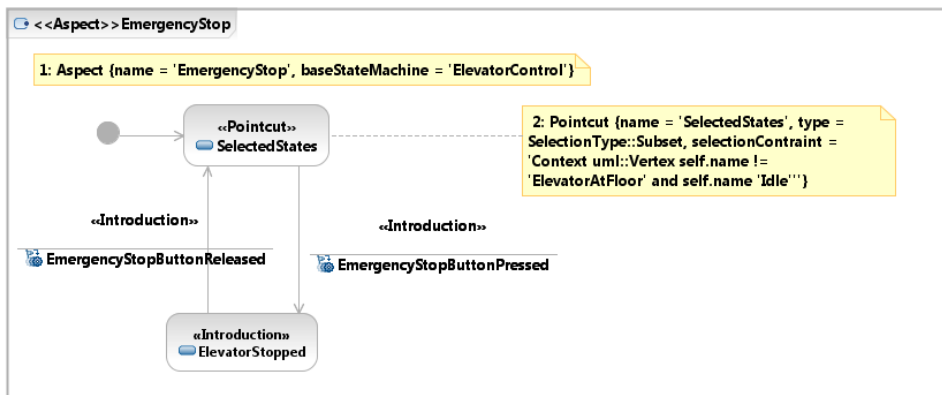 <<Aspect>>EmergencyStop
1: Aspect {name = 'EmergencyStop', baseStateMachine = 'ElevatorControl'}
«Pointcut»
SelectedStates
2: Pointcut {name = 'SelectedStates', type =
SelectionType::Subset, selectionContraint =
'Context uml::Vertex self.name !=
'ElevatorAtFloor' and self.name 'Idle'''}
«Introduction»
EmergencyStopButtonReleased
«Introduction»
EmergencyStopButtonPressed
«Introduction»
ElevatorStopped